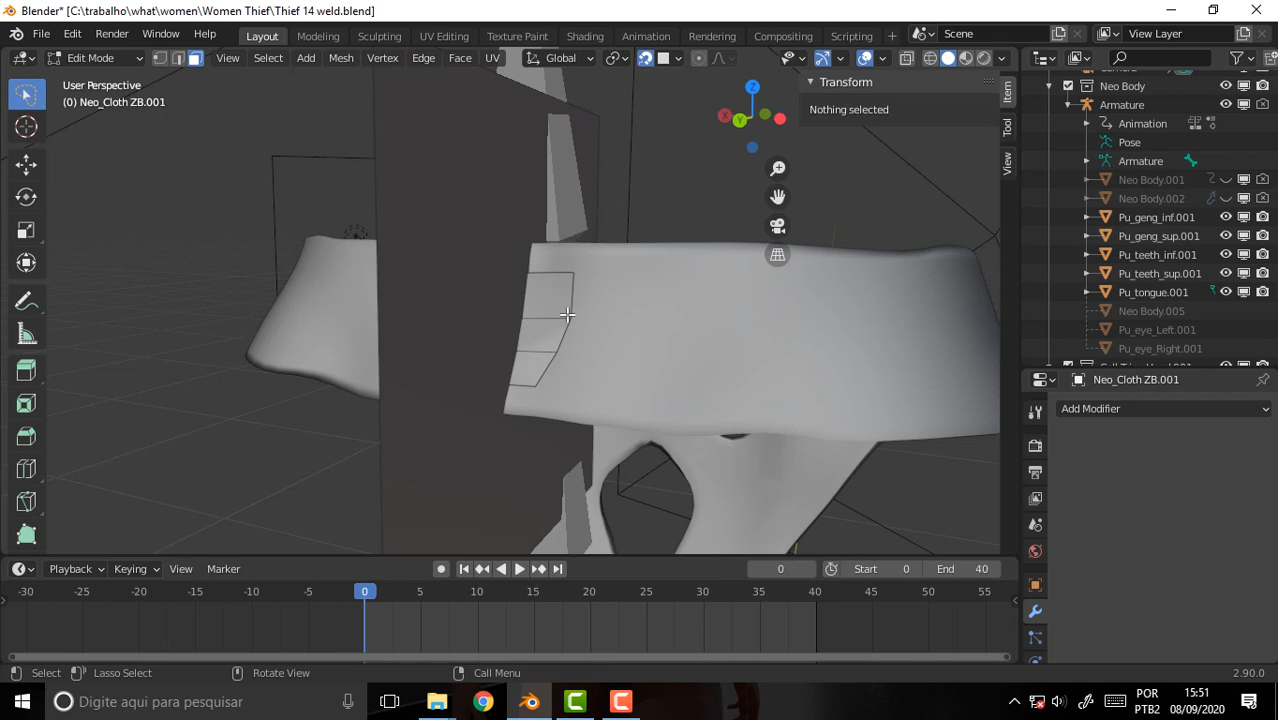 Blender* [C:\trabalho\what\women\Women Thief\Thief 14 weld.blend]
File Edit Render Window Help Layout Modeling Sculpting UV Editing Texture Paint Shading Animation Rendering Compositing Scripting + Scene View Layer
Edit Mode View Select Add Mesh Vertex Edge Face UV Global
User Perspective
(0) Neo_Cloth ZB.001
Transform
Nothing selected
Item
Tool
View
Z
Y
Neo Body
Armature
Animation
Pose
Armature
Neo Body.001
Neo Body.002
Pu_geng_inf.001
Pu_geng_sup.001
Pu_teeth_inf.001
Pu_teeth_sup.001
Pu_tongue.001
Neo Body.005
Pu_eye_Left.001
Pu_eye_Right.001
Neo_Cloth ZB.001
Add Modifier
Playback Keying View Marker 0 Start 0 End 40
-30 -25 -20 -15 -10 -5 0 5 10 15 20 25 30 35 40 45 50 55
Select Lasso Select Rotate View Call Menu 2.90.0
Digite aqui para pesquisar
POR
PTB2
15:51
08/09/2020